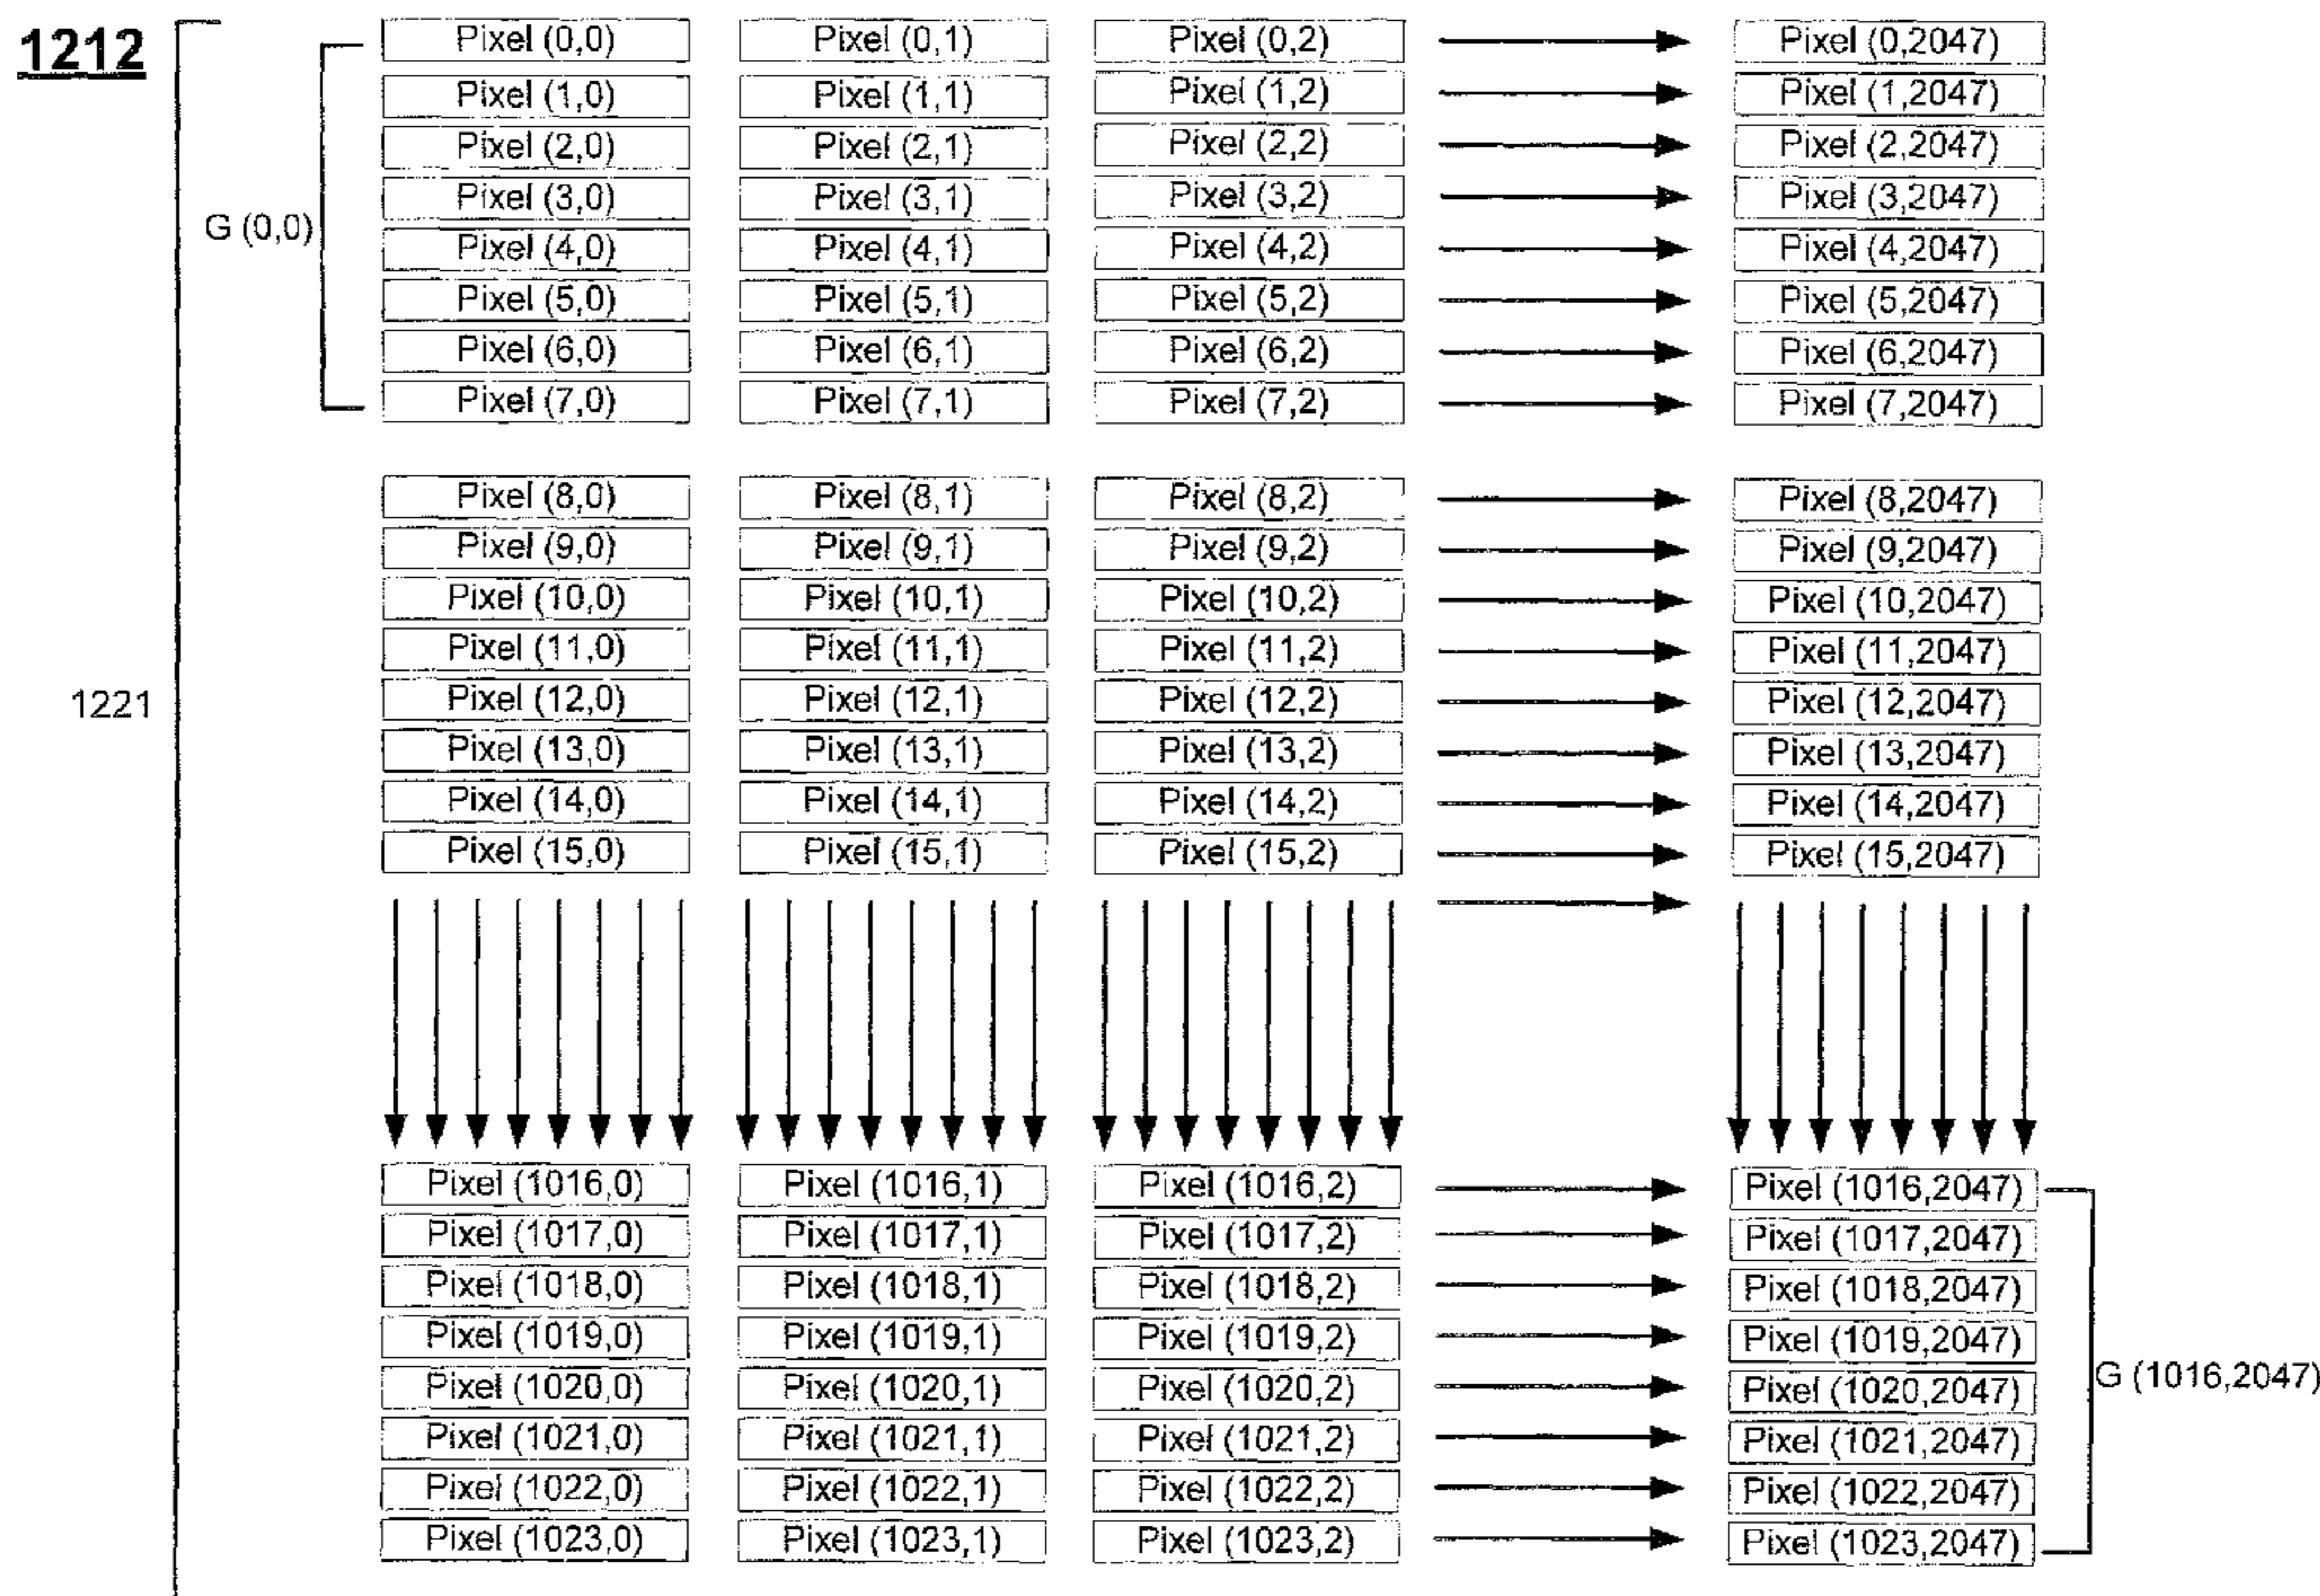 1212
Pixel (0,0) Pixel (0,1) Pixel (0,2) Pixel (0,2047)
Pixel (1,0) Pixel (1,1) Pixel (1,2) Pixel (1,2047)
Pixel (2,0) Pixel (2,1) Pixel (2,2) Pixel (2,2047)
Pixel (3,0) Pixel (3,1) Pixel (3,2) Pixel (3,2047)
G (0,0)
Pixel (4,0) Pixel (4,1) Pixel (4,2) Pixel (4,2047)
Pixel (5,0) Pixel (5,1) Pixel (5,2) Pixel (5,2047)
Pixel (6,0) Pixel (6,1) Pixel (6,2) Pixel (6,2047)
Pixel (7,0) Pixel (7,1) Pixel (7,2) Pixel (7,2047)
Pixel (8,0) Pixel (8,1) Pixel (8,2) Pixel (8,2047)
Pixel (9,0) Pixel (9,1) Pixel (9,2) Pixel (9,2047)
Pixel (10,0) Pixel (10,1) Pixel (10,2) Pixel (10,2047)
Pixel (11,0) Pixel (11,1) Pixel (11,2) Pixel (11,2047)
1221
Pixel (12,0) Pixel (12,1) Pixel (12,2) Pixel (12,2047)
Pixel (13,0) Pixel (13,1) Pixel (13,2) Pixel (13,2047)
Pixel (14,0) Pixel (14,1) Pixel (14,2) Pixel (14,2047)
Pixel (15,0) Pixel (15,1) Pixel (15,2) Pixel (15,2047)
Pixel (1016,0) Pixel (1016,1) Pixel (1016,2) Pixel (1016,2047)
Pixel (1017,0) Pixel (1017,1) Pixel (1017,2) Pixel (1017,2047)
Pixel (1018,0) Pixel (1018,1) Pixel (1018,2) Pixel (1018,2047)
Pixel (1019,0) Pixel (1019,1) Pixel (1019,2) Pixel (1019,2047)
Pixel (1020,0) Pixel (1020,1) Pixel (1020,2) Pixel (1020,2047)
G (1016,2047)
Pixel (1021,0) Pixel (1021,1) Pixel (1021,2) Pixel (1021,2047)
Pixel (1022,0) Pixel (1022,1) Pixel (1022,2) Pixel (1022,2047)
Pixel (1023,0) Pixel (1023,1) Pixel (1023,2) Pixel (1023,2047)